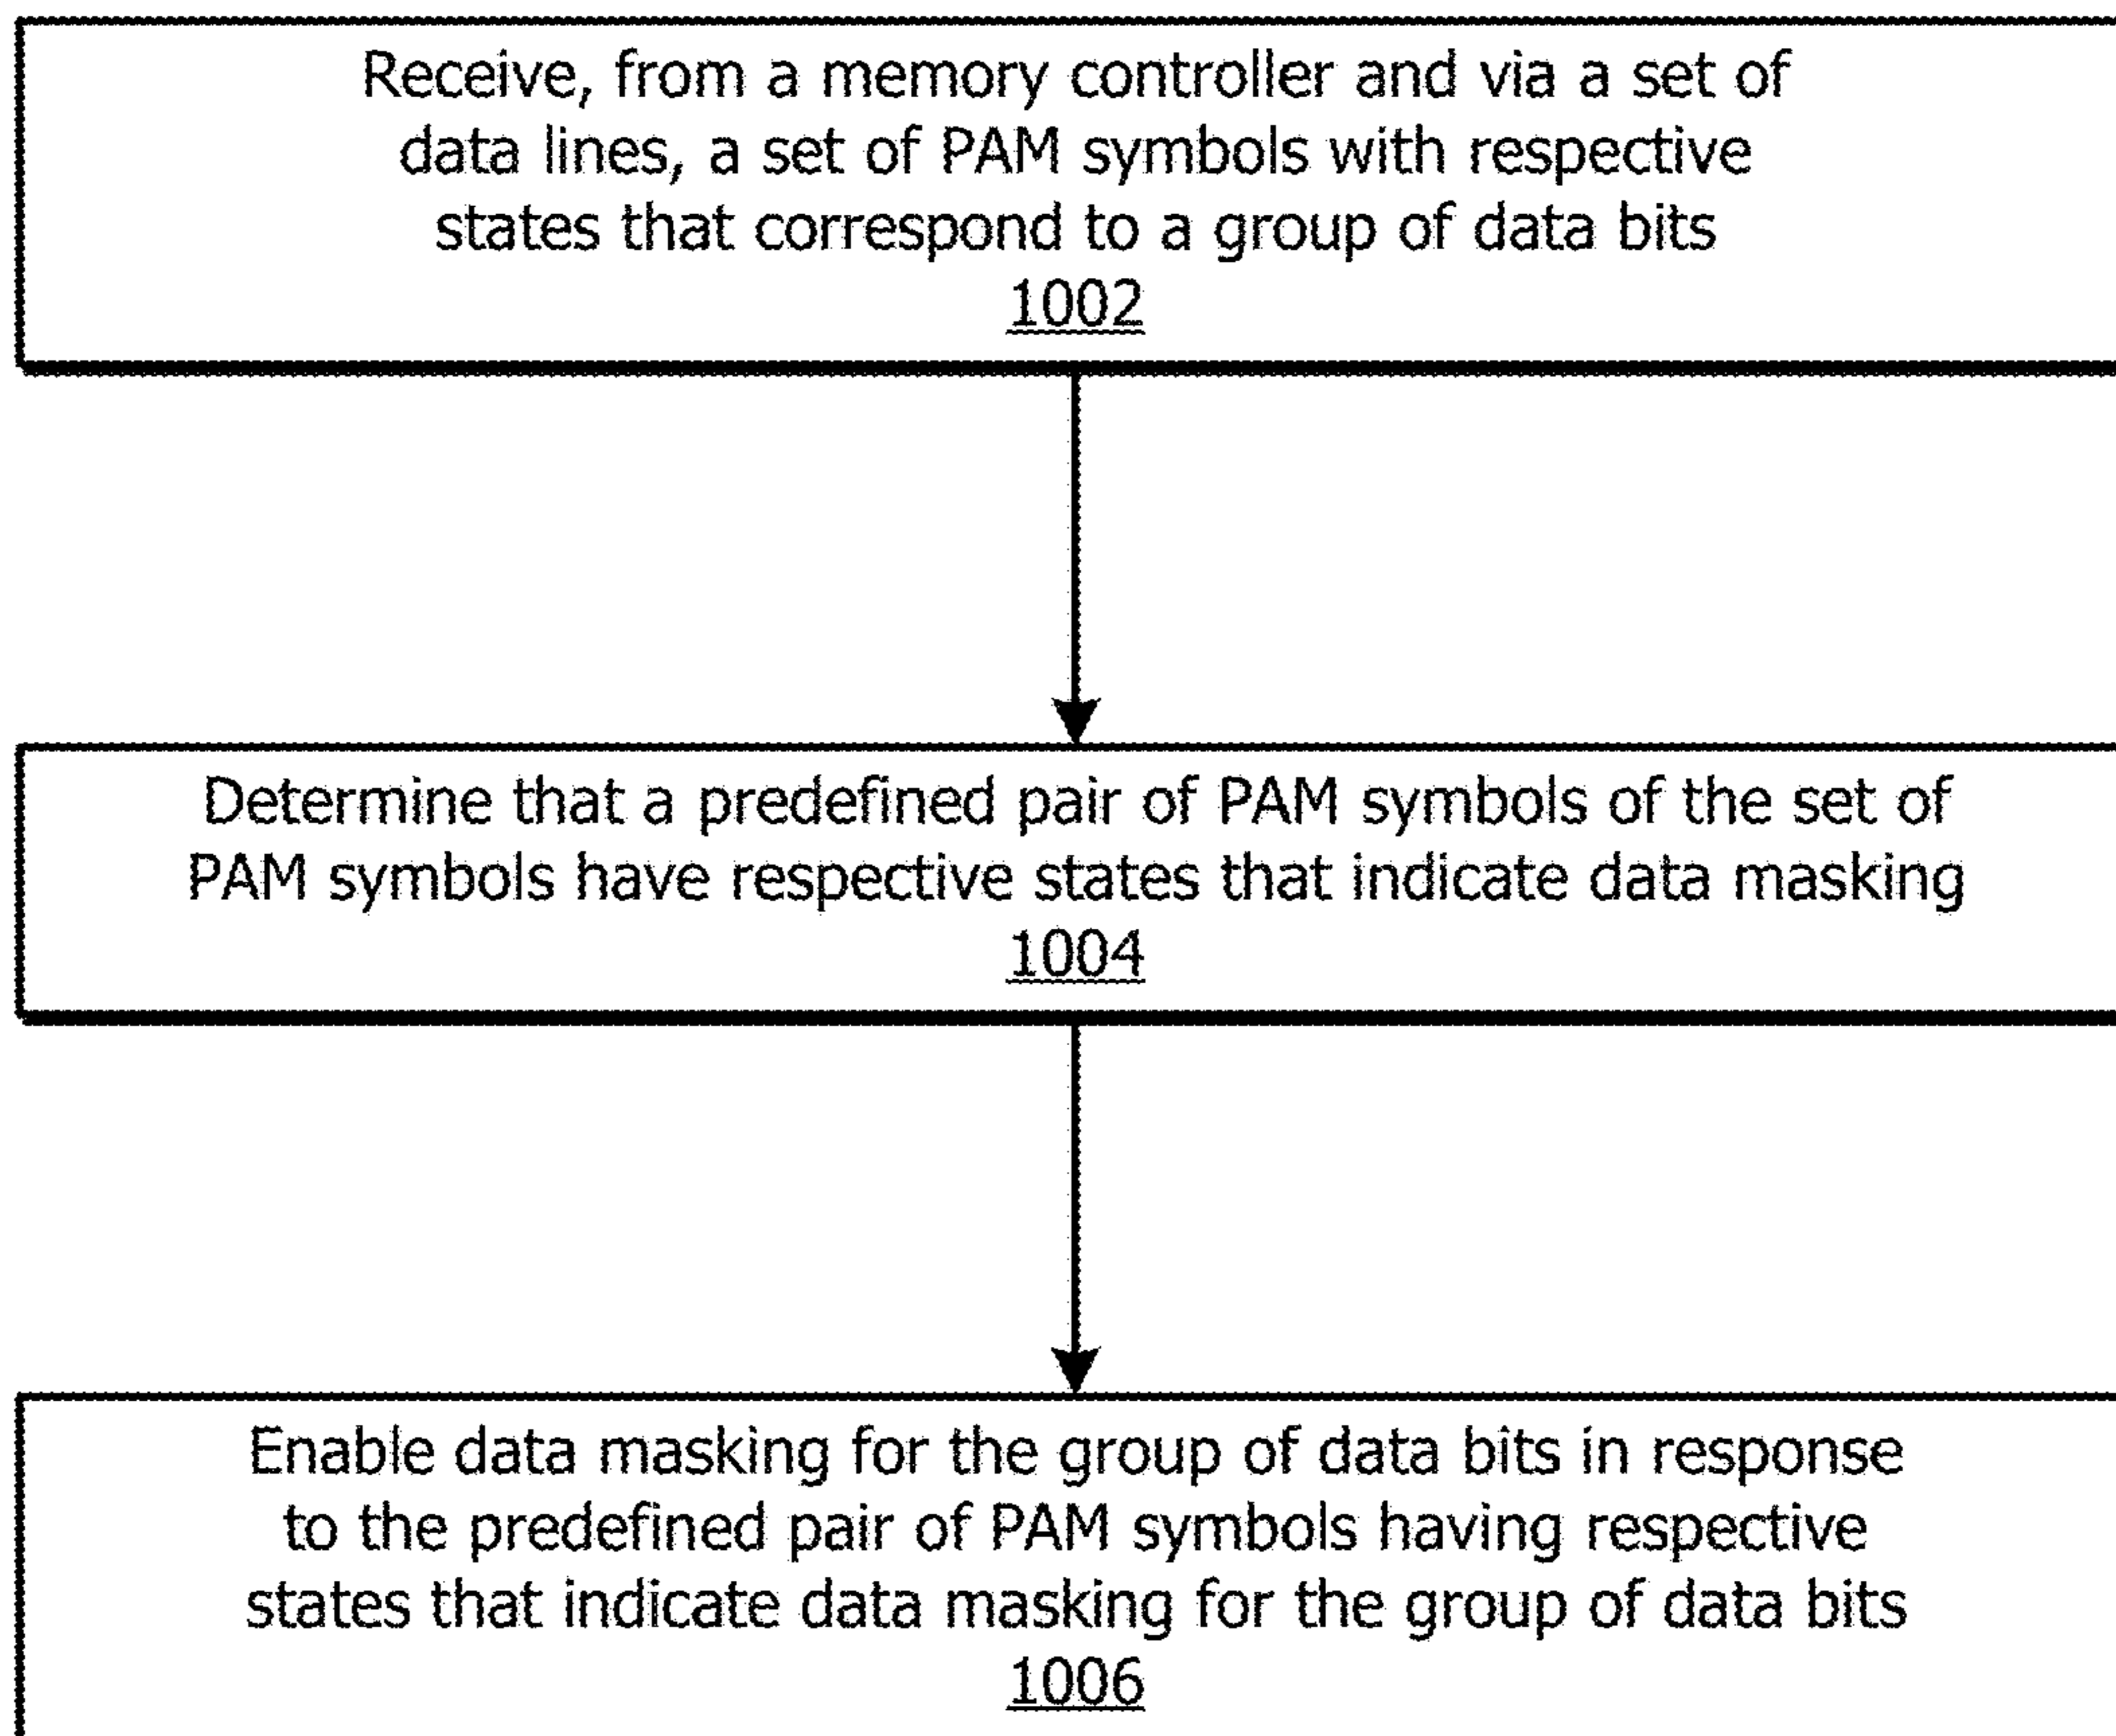 Receive, from a memory controller and via a set of
data lines, a set of PAM symbols with respective
states that correspond to a group of data bits
1002
Determine that a predefined pair of PAM symbols of the set of
PAM symbols have respective states that indicate data masking
1004
Enable data masking for the group of data bits in response
to the predefined pair of PAM symbols having respective
states that indicate data masking for the group of data bits
1006